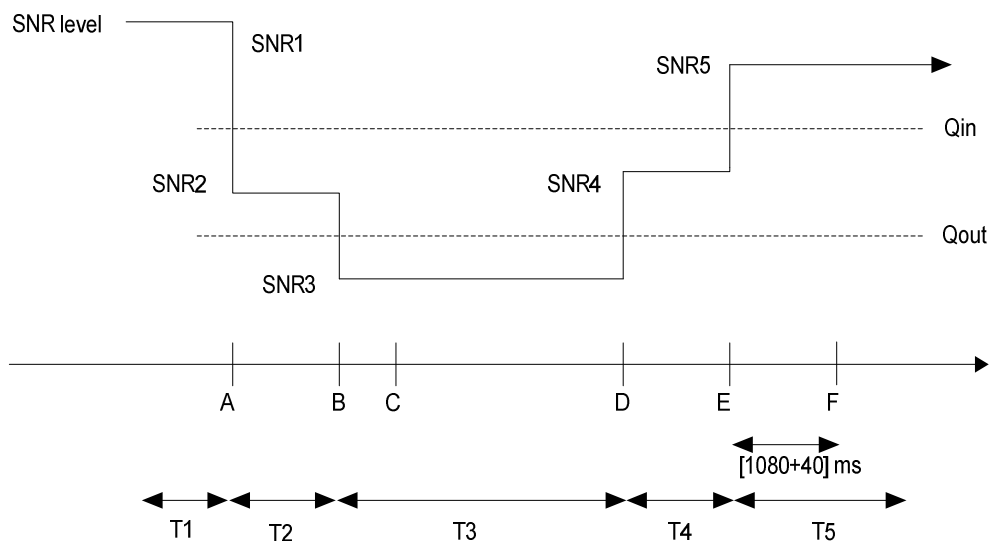 SNR level
SNR1
SNR5
Qin
SNR2
SNR4
Qout
SNR3
A B C D E F
[1080+40] ms
T1 T2 T3 T4 T5